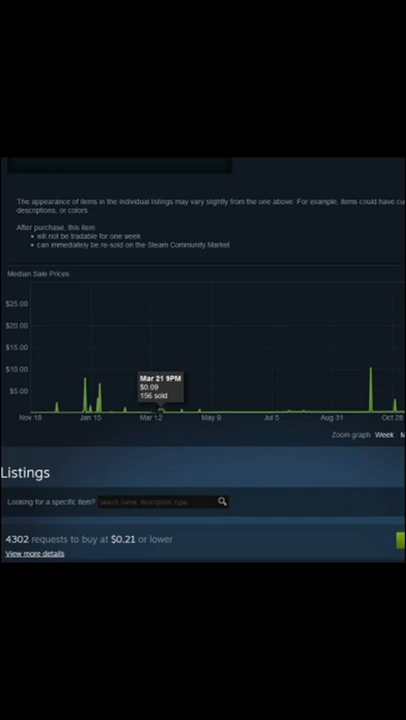 The appearance of items in the individual listings may vary slightly from the one above. For example, items could have cu
descriptions, or colors
After purchase, this item:
• will not be tradable for one week
• can immediately be re-sold on the Steam Community Market
Median Sale Prices
$25.00
$20.00
$15.00
$10.00
$5.00
Mar 21 9PM
$0.09
156 sold
Nov 18 Jan 15 Mar 12 May 9 Jul 5 Aug 31 Oct 28
Zoom graph Week M
Listings
Looking for a specific item? Search name, description, type
4302 requests to buy at $0.21 or lower
View more details